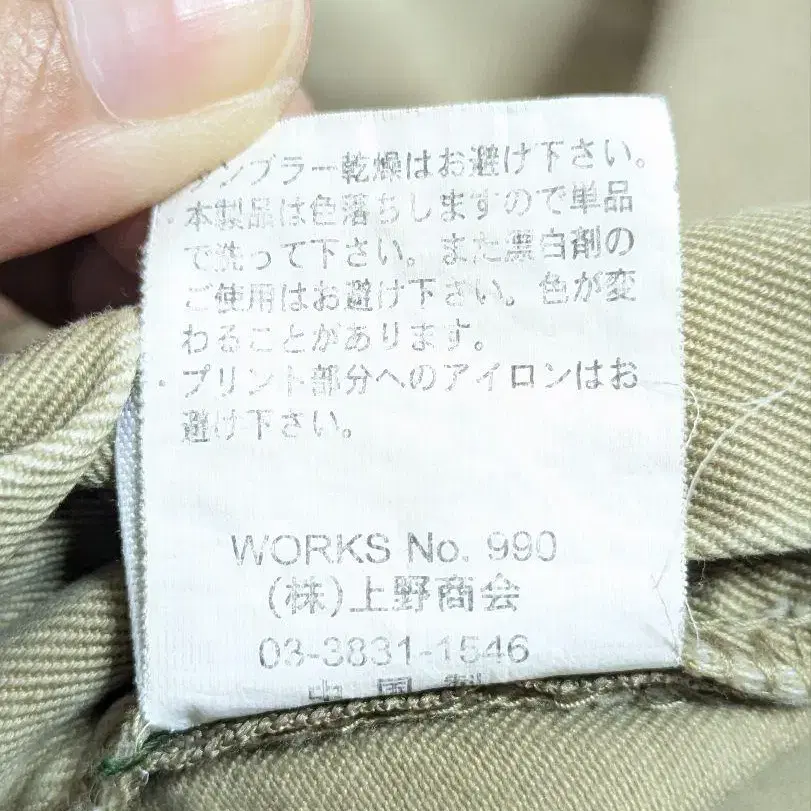 ・タンブラー乾燥はお避け下さい。
・本製品は色落ちしますので単品
で洗って下さい。また漂白剤の
ご使用はお避け下さい。色が変
わることがあります。
・プリント部分へのアイロンはお
避け下さい。
WORKS No. 990
(株)上野商会
03-3831-1546
中国製